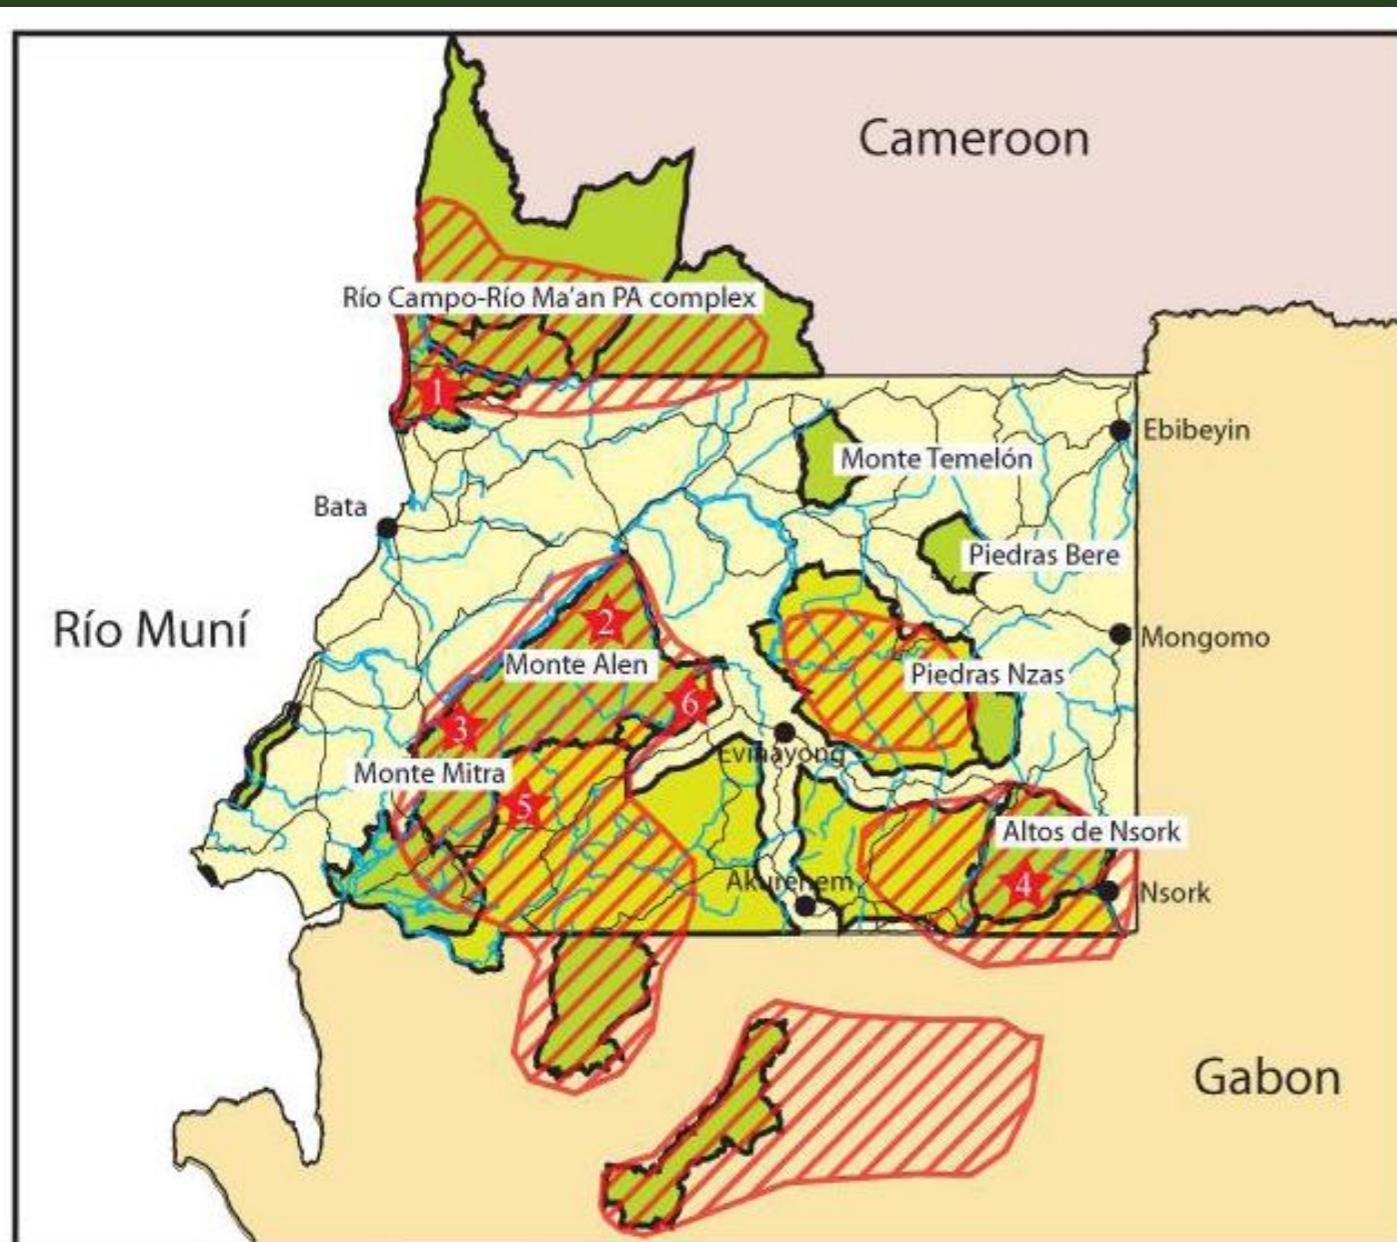 Cameroon
Río Campo-Río Ma'an PA complex
1
Ebibeyin
Monte Temelón
Bata
Piedras Bere
Río Muní
2
Mongomo
Monte Alen
Piedras Nzas
6
3
Evinayong
Monte Mitra
5
Altos de Nsork
Akurenem
4
Nsork
Gabon